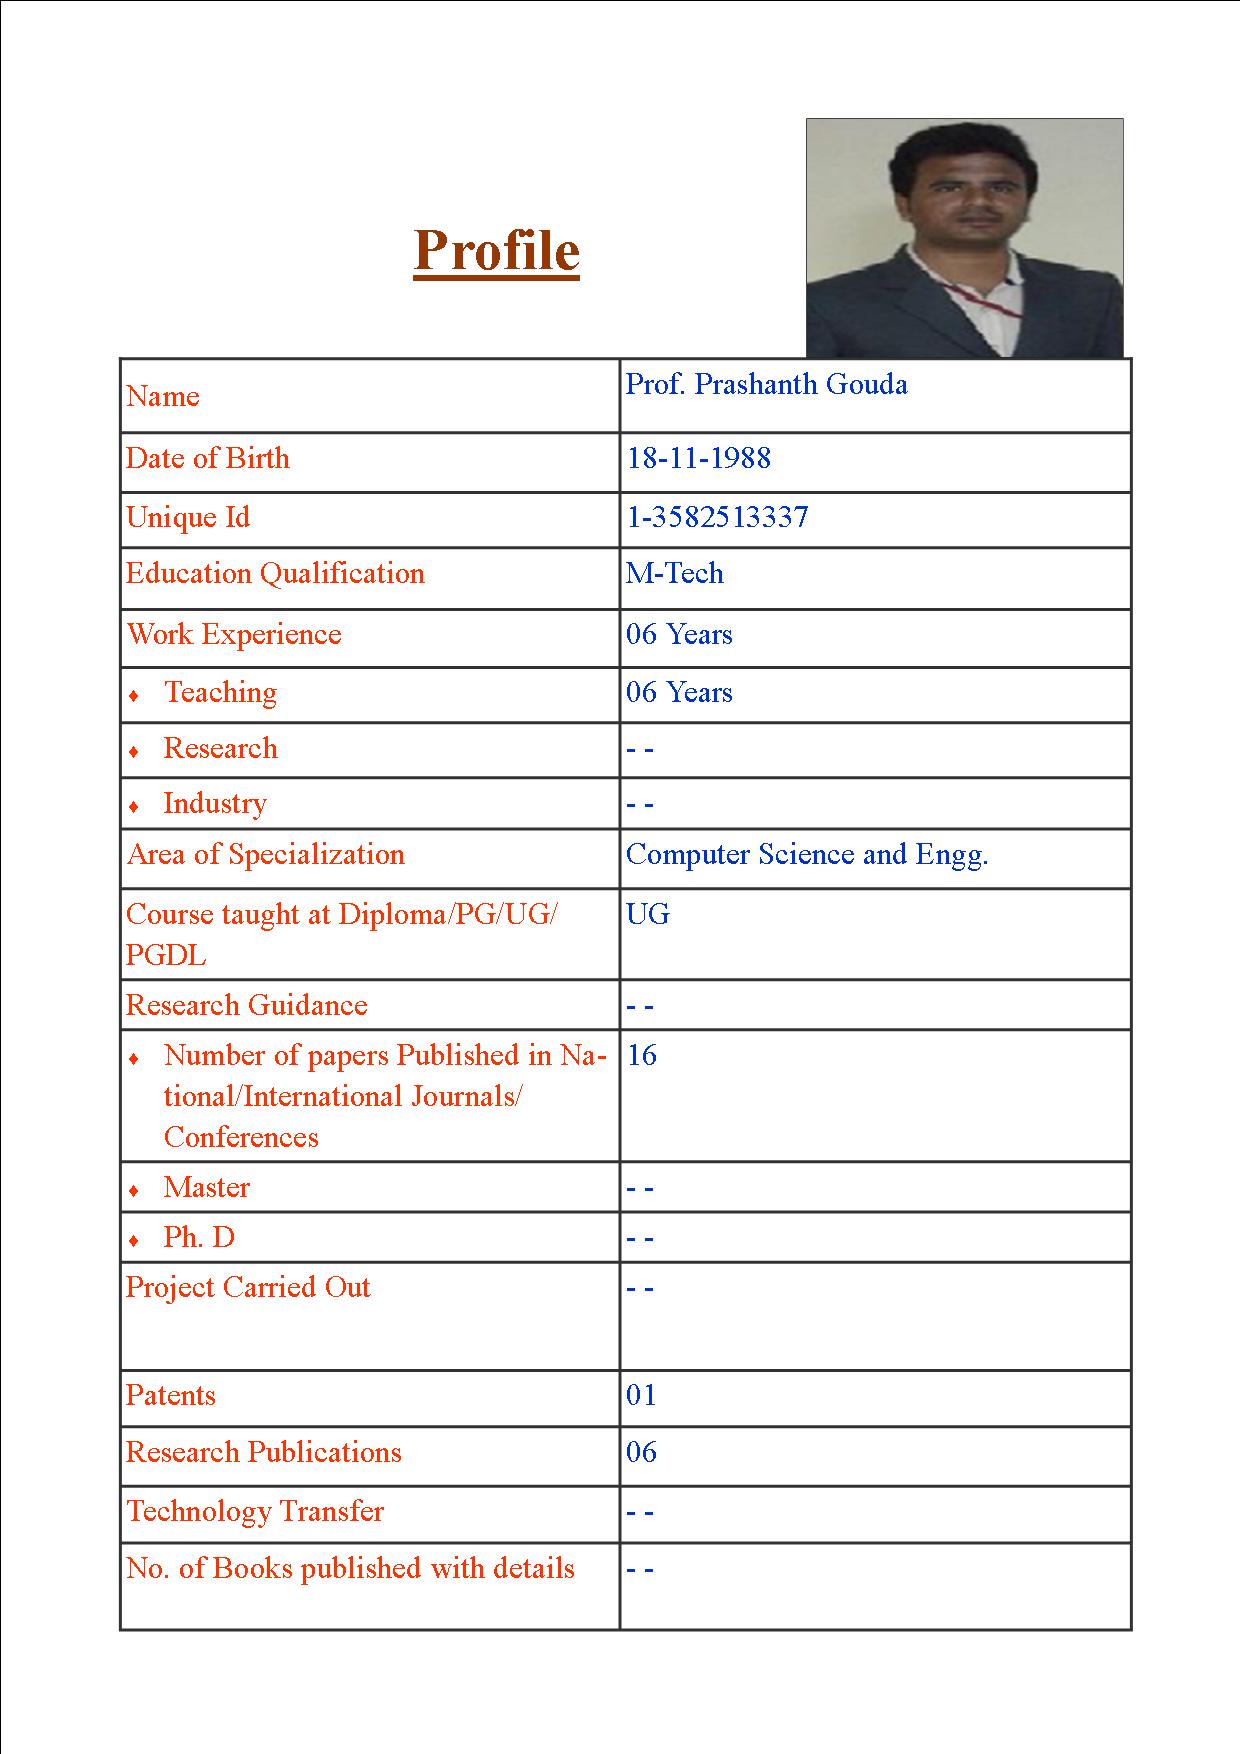 Profile
Name Prof. Prashanth Gouda
Date of Birth 18-11-1988
Unique Id 1-3582513337
Education Qualification M-Tech
Work Experience 06 Years
♦ Teaching 06 Years
♦ Research - -
♦ Industry - -
Area of Specialization Computer Science and Engg.
Course taught at Diploma/PG/UG/ UG
PGDL
Research Guidance - -
♦ Number of papers Published in Na- 16
tional/International Journals/
Conferences
♦ Master - -
♦ Ph. D - -
Project Carried Out - -
Patents 01
Research Publications 06
Technology Transfer - -
No. of Books published with details - -